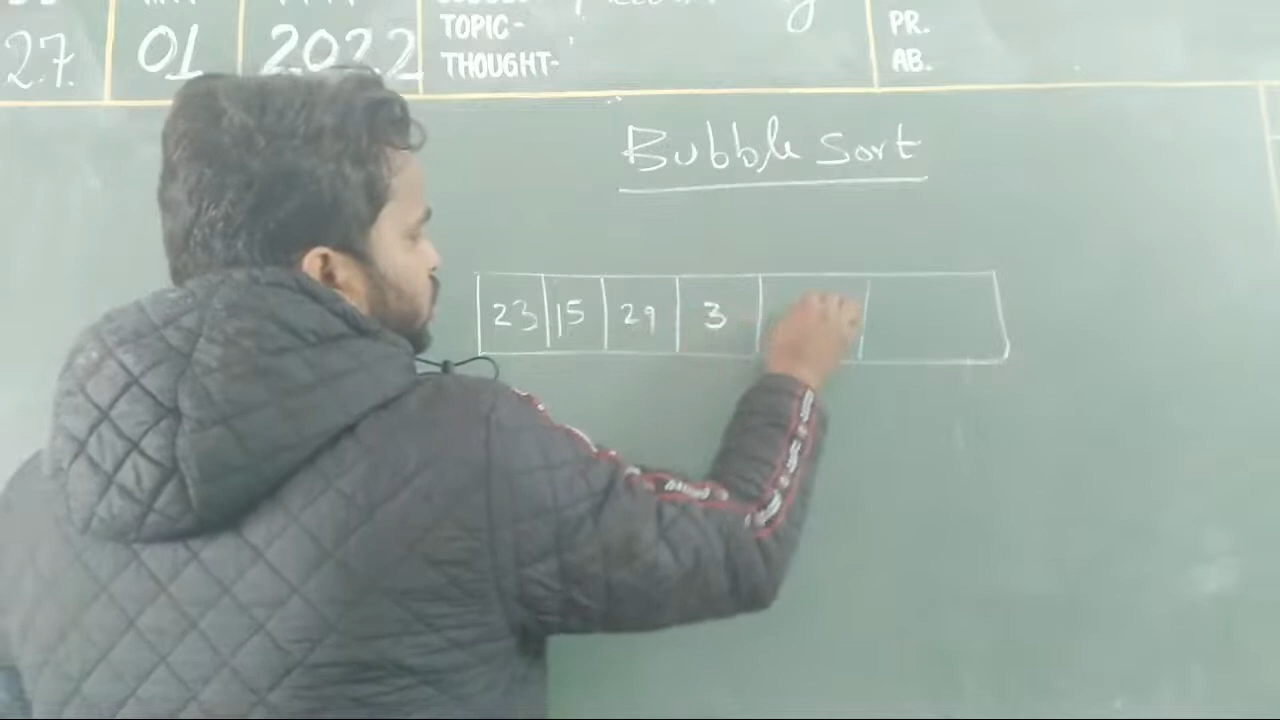 TOPIC-
PR.
27. 01 2022
THOUGHT-
AB.
Bubble Sort
23 15 29 3